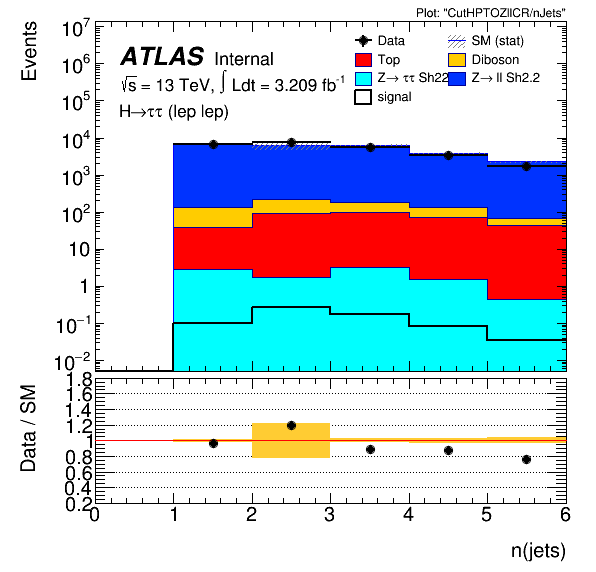 Plot: "CutHPTOZllCR/nJets"
Events
10⁷
10⁶
10⁵
10⁴
10³
10²
10
1
10⁻¹
10⁻²
ATLAS Internal
√s = 13 TeV, ∫ Ldt = 3.209 fb⁻¹
H→ττ (lep lep)
Data
SM (stat)
Top
Diboson
Z→ ττ Sh22
Z→ ll Sh2.2
signal
Data / SM
1.8
1.6
1.4
1.2
1
0.8
0.6
0.4
0.2
0 1 2 3 4 5 6
n(jets)